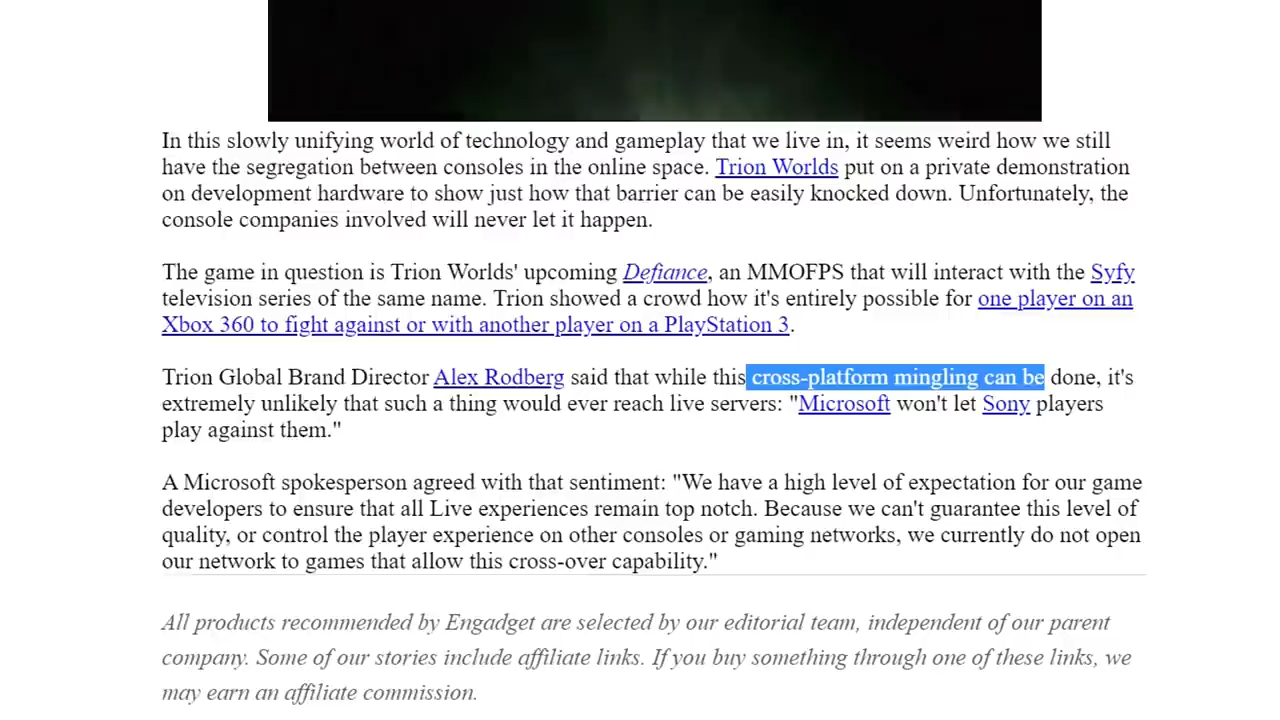 In this slowly unifying world of technology and gameplay that we live in, it seems weird how we still
have the segregation between consoles in the online space. Trion Worlds put on a private demonstration
on development hardware to show just how that barrier can be easily knocked down. Unfortunately, the
console companies involved will never let it happen.
The game in question is Trion Worlds' upcoming Defiance, an MMOFPS that will interact with the Syfy
television series of the same name. Trion showed a crowd how it's entirely possible for one player on an
Xbox 360 to fight against or with another player on a PlayStation 3.
Trion Global Brand Director Alex Rodberg said that while this cross-platform mingling can be done, it's
extremely unlikely that such a thing would ever reach live servers: "Microsoft won't let Sony players
play against them."
A Microsoft spokesperson agreed with that sentiment: "We have a high level of expectation for our game
developers to ensure that all Live experiences remain top notch. Because we can't guarantee this level of
quality, or control the player experience on other consoles or gaming networks, we currently do not open
our network to games that allow this cross-over capability."
All products recommended by Engadget are selected by our editorial team, independent of our parent
company. Some of our stories include affiliate links. If you buy something through one of these links, we
may earn an affiliate commission.